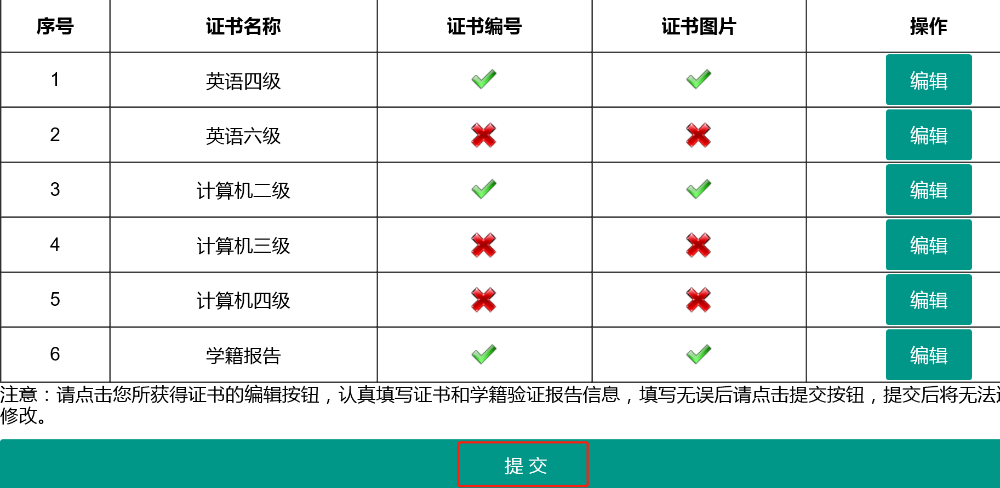 序号 证书名称 证书编号 证书图片 操作
1 英语四级 编辑
2 英语六级 编辑
3 计算机二级 编辑
4 计算机三级 编辑
5 计算机四级 编辑
6 学籍报告 编辑
注意：请点击您所获得证书的编辑按钮，认真填写证书和学籍验证报告信息，填写无误后请点击提交按钮，提交后将无法
修改。
提 交